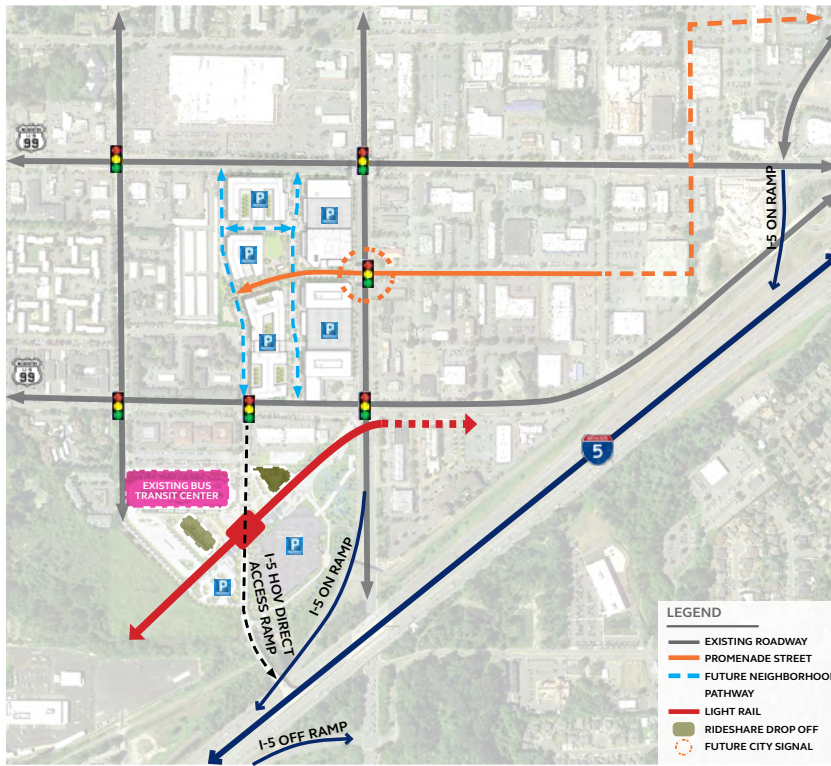 99
I-5 ON RAMP
P
P
P
P
P
99
5
EXISTING BUS
TRANSIT CENTER
P
P
I-5 HOV DIRECT
ACCESS RAMP
I-5 ON RAMP
I-5 OFF RAMP
LEGEND
EXISTING ROADWAY
PROMENADE STREET
FUTURE NEIGHBORHOOD
PATHWAY
LIGHT RAIL
RIDESHARE DROP OFF
FUTURE CITY SIGNAL